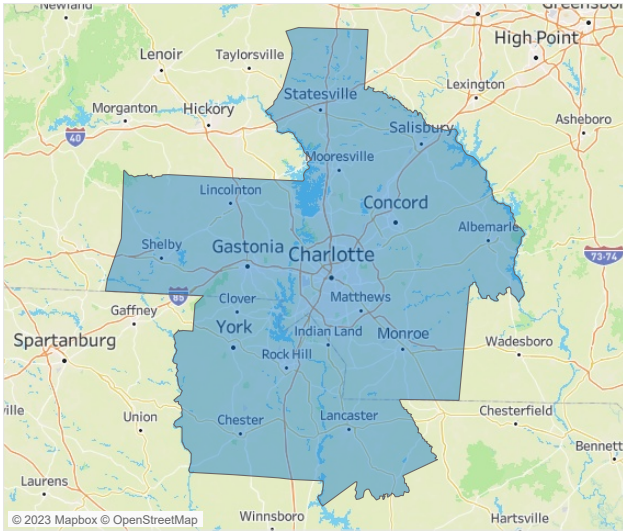 Newland
Greensboro
High Point
Lenoir
Taylorsville
Lexington
Statesville
Morganton
Hickory
Asheboro
Salisbury
40
Mooresville
Lincolnton
Concord
Albemarle
Shelby
Gastonia
Charlotte
73-74
85
Clover
Matthews
Gaffney
York
Indian Land
Monroe
Spartanburg
Rock Hill
Wadesboro
ville
Union
Chester
Lancaster
Chesterfield
Bennett
Laurens
Winnsboro
Hartsville
© 2023 Mapbox © OpenStreetMap